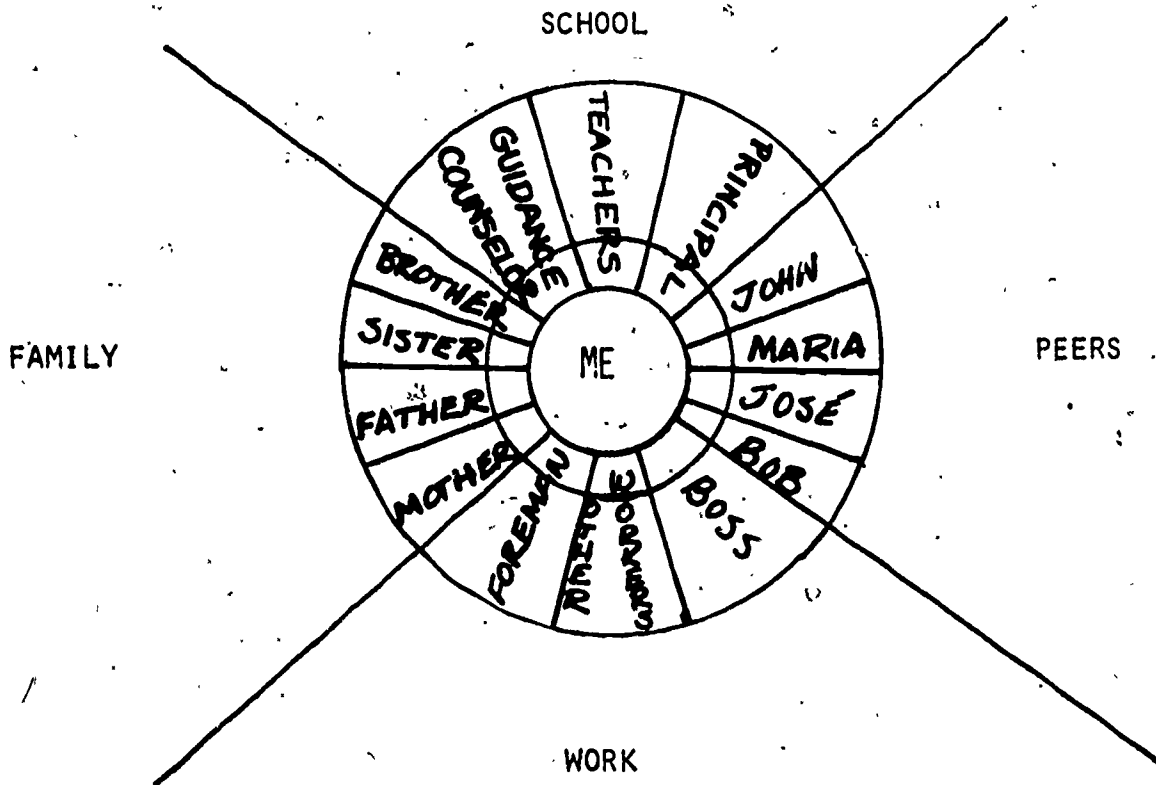 SCHOOL
GUIDANCE
COUNSELOR
TEACHERS
PRINCIPAL
FAMILY
BROTHER
SISTER
FATHER
MOTHER
ME
JOHN
MARIA
JOSÉ
BOB
PEERS
FOREMAN
OTHER
WORKERS
BOSS
WORK